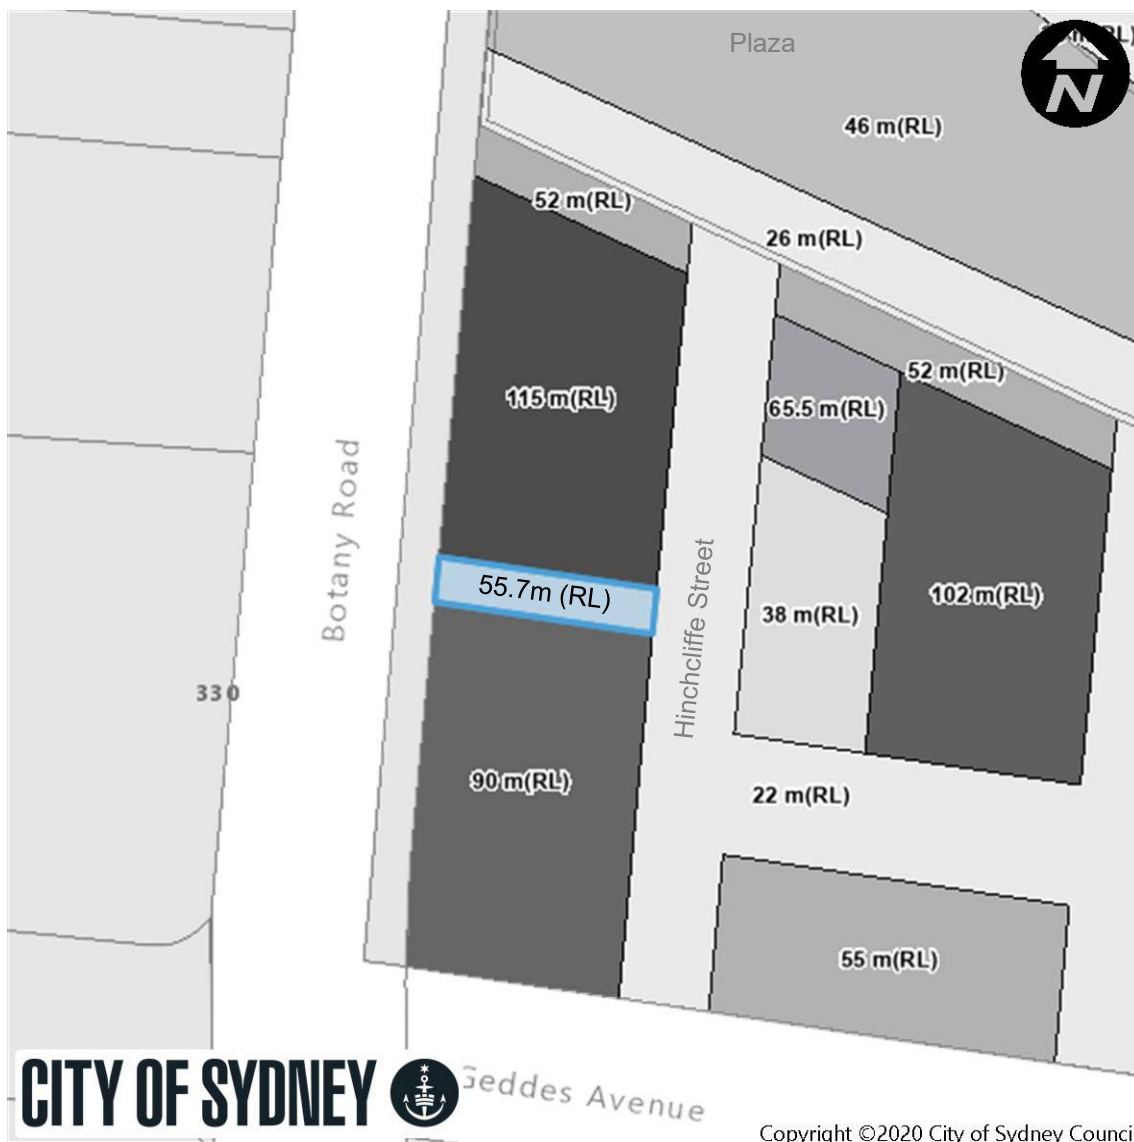 Plaza
N
46 m(RL)
52 m(RL)
26 m(RL)
52 m(RL)
115 m(RL)
65.5 m(RL)
Botany Road
55.7m (RL)
Hinchcliffe Street
38 m(RL)
102 m(RL)
330
90 m(RL)
22 m(RL)
55 m(RL)
CITY OF SYDNEY
Geddes Avenue
Copyright ©2020 City of Sydney Counci